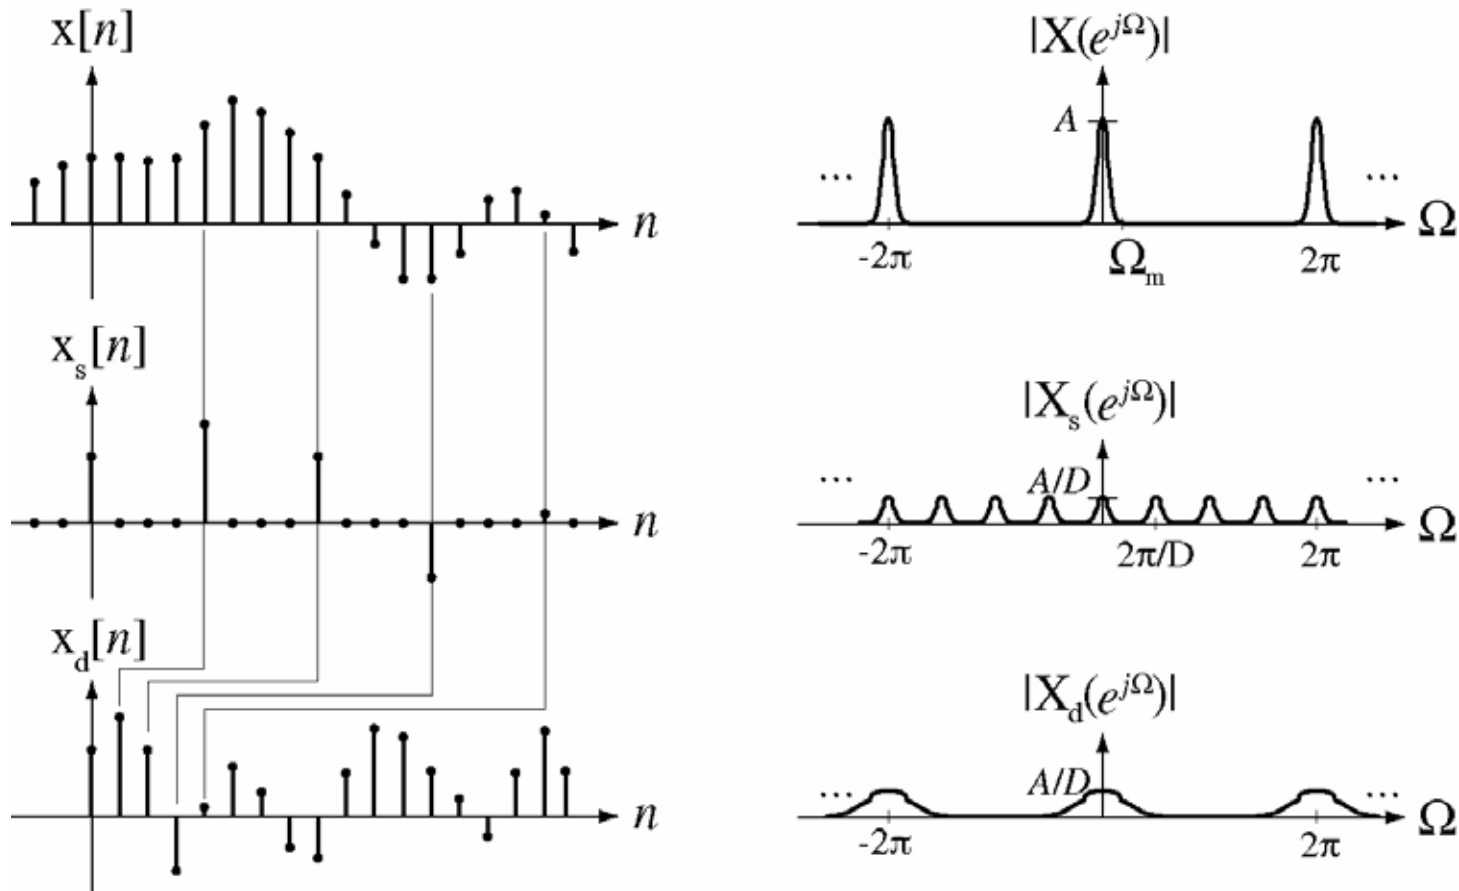 x[n]
n
|X(e^{jΩ})|
A
... ...
-2π Ω_m 2π Ω
x_s[n]
n
|X_s(e^{jΩ})|
A/D
... ...
-2π 2π/D 2π Ω
x_d[n]
n
|X_d(e^{jΩ})|
A/D
... ...
-2π 2π Ω